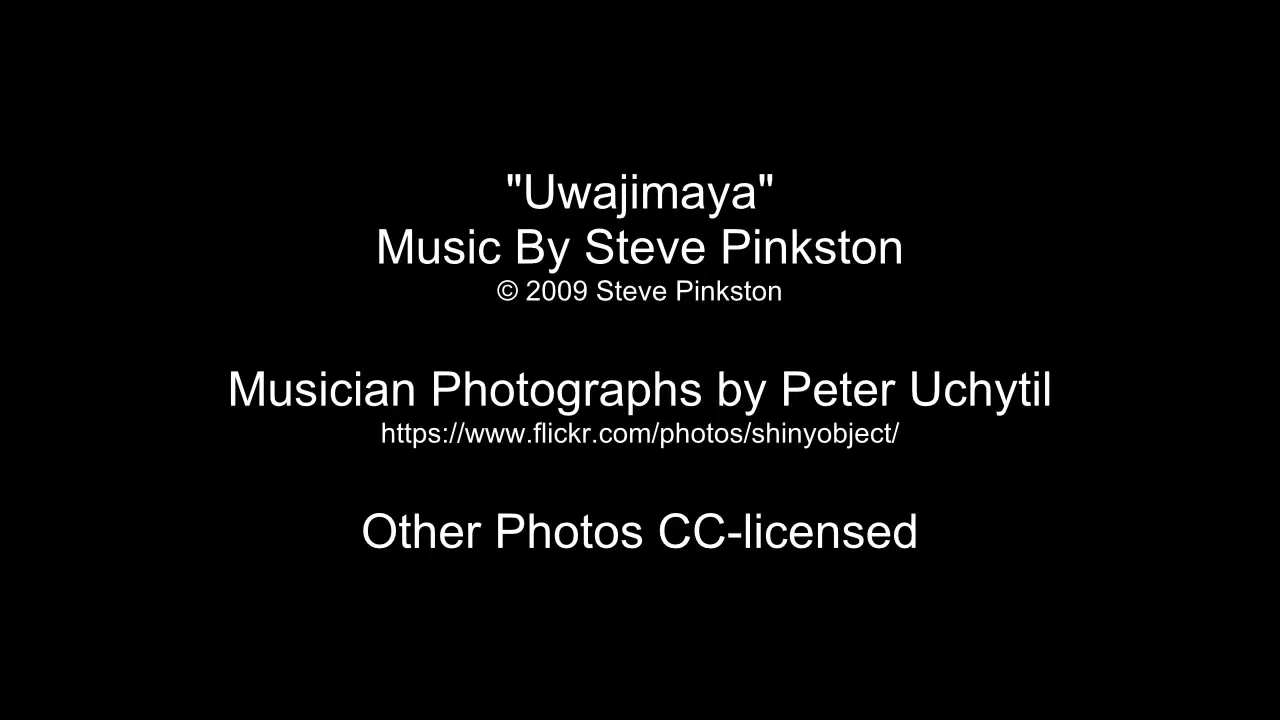 "Uwajimaya"
Music By Steve Pinkston
© 2009 Steve Pinkston
Musician Photographs by Peter Uchytil
https://www.flickr.com/photos/shinyobject/
Other Photos CC-licensed